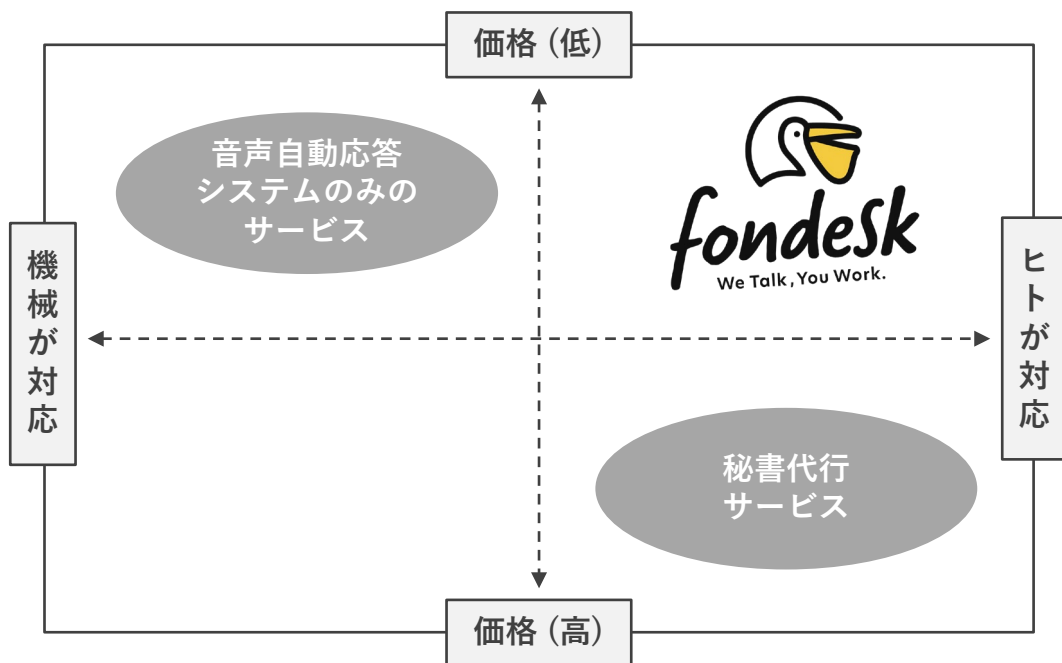 価格（低）
音声自動応答
システムのみの
サービス
fondesk
We Talk, You Work.
機械が対応
ヒトが対応
秘書代行
サービス
価格（高）